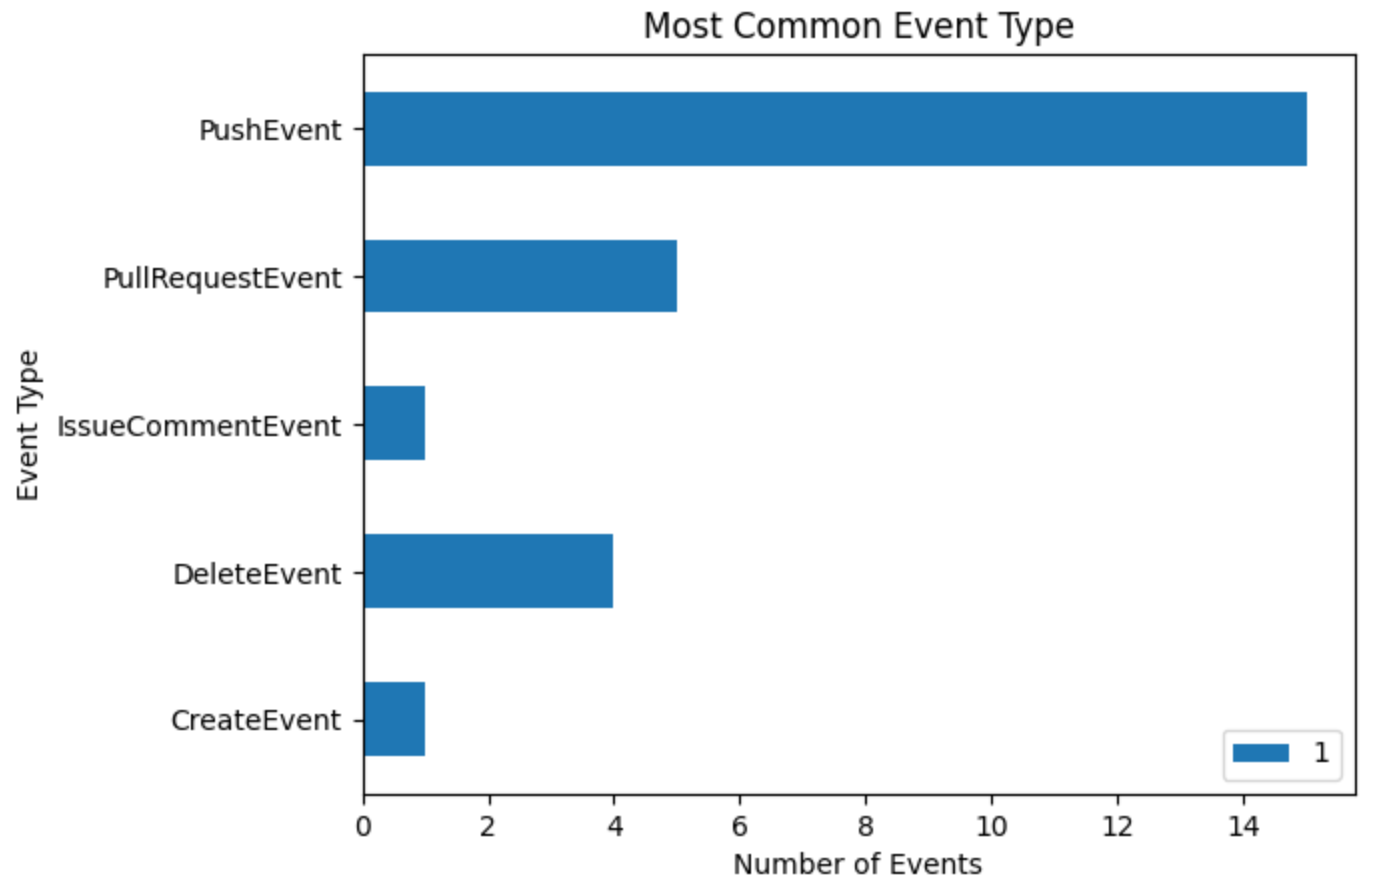 Most Common Event Type
PushEvent
PullRequestEvent
IssueCommentEvent
DeleteEvent
CreateEvent
Event Type
1
0 2 4 6 8 10 12 14
Number of Events